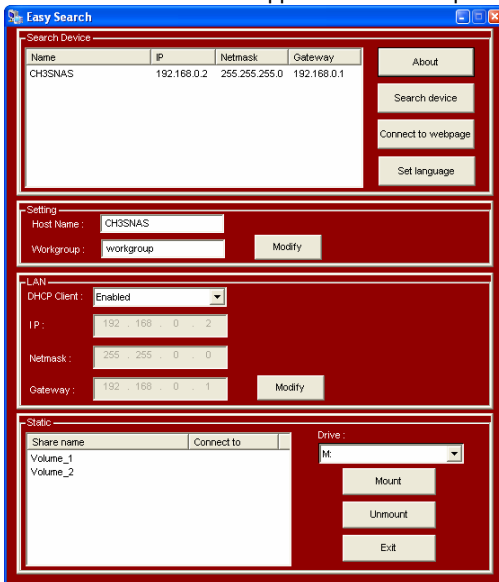 Easy Search
Search Device
Name IP Netmask Gateway
CH3SNAS 192.168.0.2 255.255.255.0 192.168.0.1
About
Search device
Connect to webpage
Set language
Setting
Host Name : CH3SNAS
Workgroup : workgroup
Modify
LAN
DHCP Client : Enabled
IP : 192 . 168 . 0 . 2
Netmask : 255 . 255 . 0 . 0
Gateway : 192 . 168 . 0 . 1
Modify
Static
Share name Connect to
Volume_1
Volume_2
Drive :
M:
Mount
Unmount
Exit